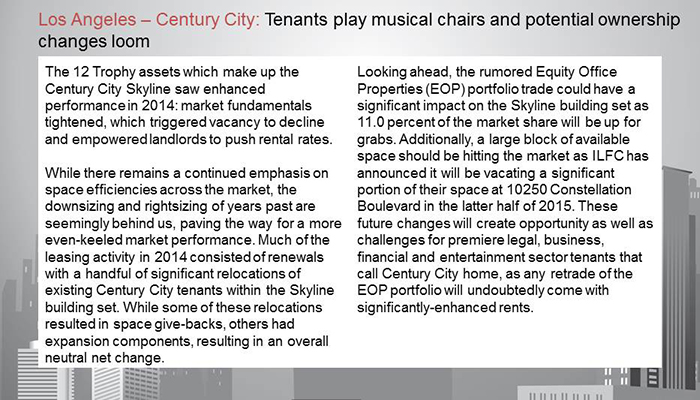 Los Angeles – Century City: Tenants play musical chairs and potential ownership
changes loom
The 12 Trophy assets which make up the
Century City Skyline saw enhanced
performance in 2014: market fundamentals
tightened, which triggered vacancy to decline
and empowered landlords to push rental rates.
While there remains a continued emphasis on
space efficiencies across the market, the
downsizing and rightsizing of years past are
seemingly behind us, paving the way for a more
even-keeled market performance. Much of the
leasing activity in 2014 consisted of renewals
with a handful of significant relocations of
existing Century City tenants within the Skyline
building set. While some of these relocations
resulted in space give-backs, others had
expansion components, resulting in an overall
neutral net change.
Looking ahead, the rumored Equity Office
Properties (EOP) portfolio trade could have a
significant impact on the Skyline building set as
11.0 percent of the market share will be up for
grabs. Additionally, a large block of available
space should be hitting the market as ILFC has
announced it will be vacating a significant
portion of their space at 10250 Constellation
Boulevard in the latter half of 2015. These
future changes will create opportunity as well as
challenges for premiere legal, business,
financial and entertainment sector tenants that
call Century City home, as any retrade of the
EOP portfolio will undoubtedly come with
significantly-enhanced rents.